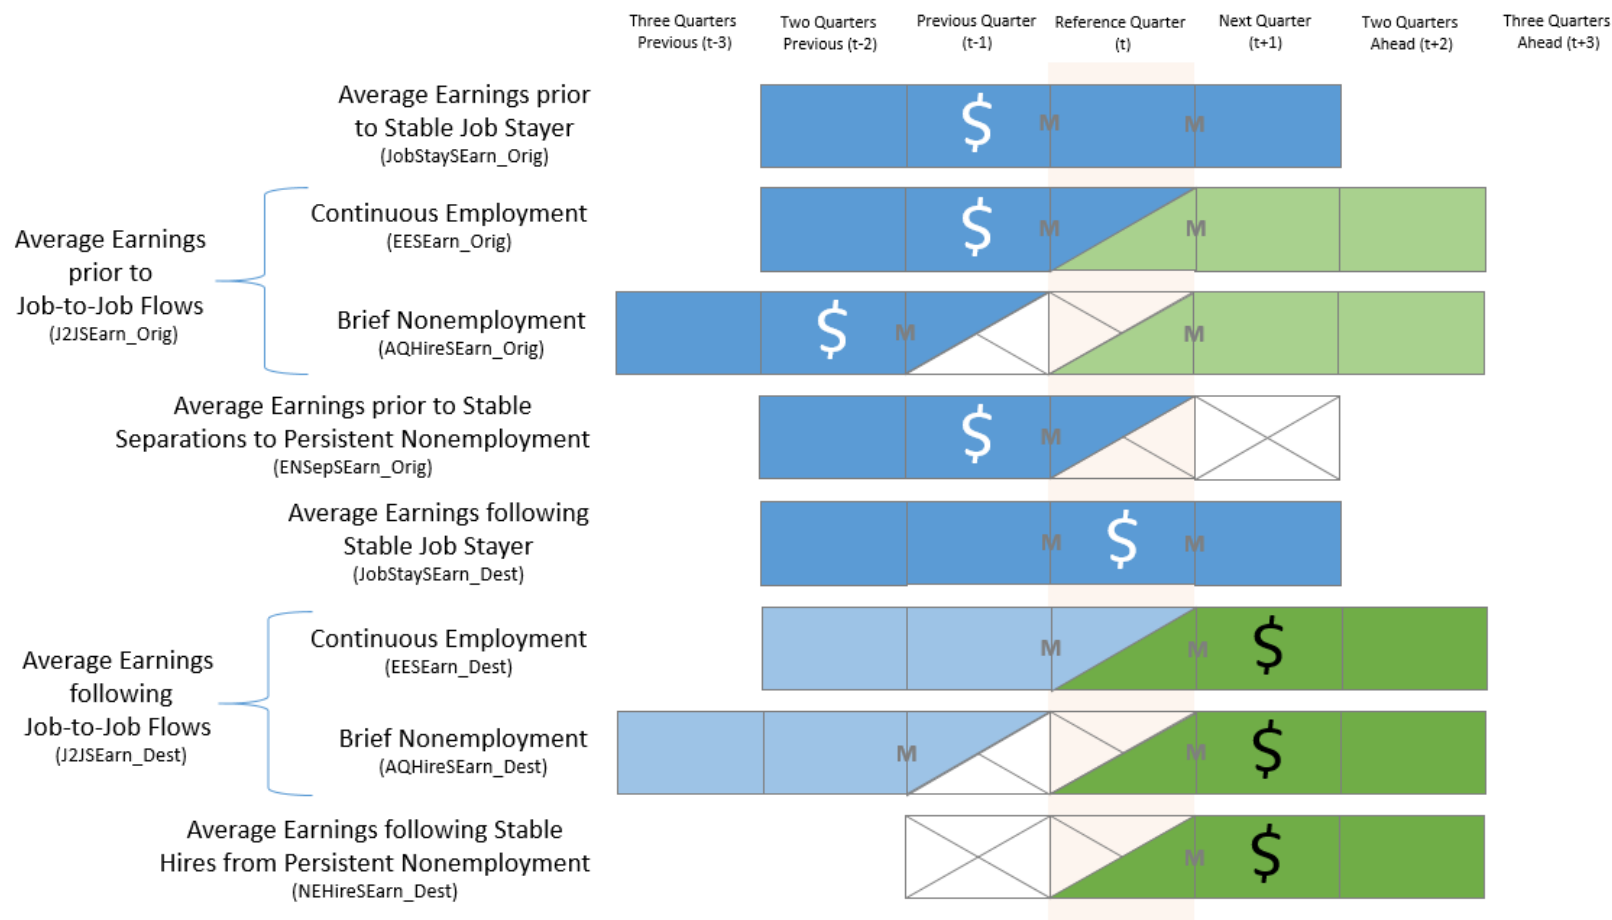 Three Quarters
Previous (t-3)
Two Quarters
Previous (t-2)
Previous Quarter
(t-1)
Reference Quarter
(t)
Next Quarter
(t+1)
Two Quarters
Ahead (t+2)
Three Quarters
Ahead (t+3)
Average Earnings prior
to Stable Job Stayer
(JobStaySEarn_Orig)
$
M
M
Average Earnings
prior to
Job-to-Job Flows
(J2JSEarn_Orig)
Continuous Employment
(EESEarn_Orig)
$
M
M
Brief Nonemployment
(AQHireSEarn_Orig)
$
M
M
Average Earnings prior to Stable
Separations to Persistent Nonemployment
(ENSepSEarn_Orig)
$
M
Average Earnings following
Stable Job Stayer
(JobStaySEarn_Dest)
M
$
M
Average Earnings
following
Job-to-Job Flows
(J2JSEarn_Dest)
Continuous Employment
(EESEarn_Dest)
M
M
$
Brief Nonemployment
(AQHireSEarn_Dest)
M
M
$
Average Earnings following Stable
Hires from Persistent Nonemployment
(NEHireSEarn_Dest)
M
$